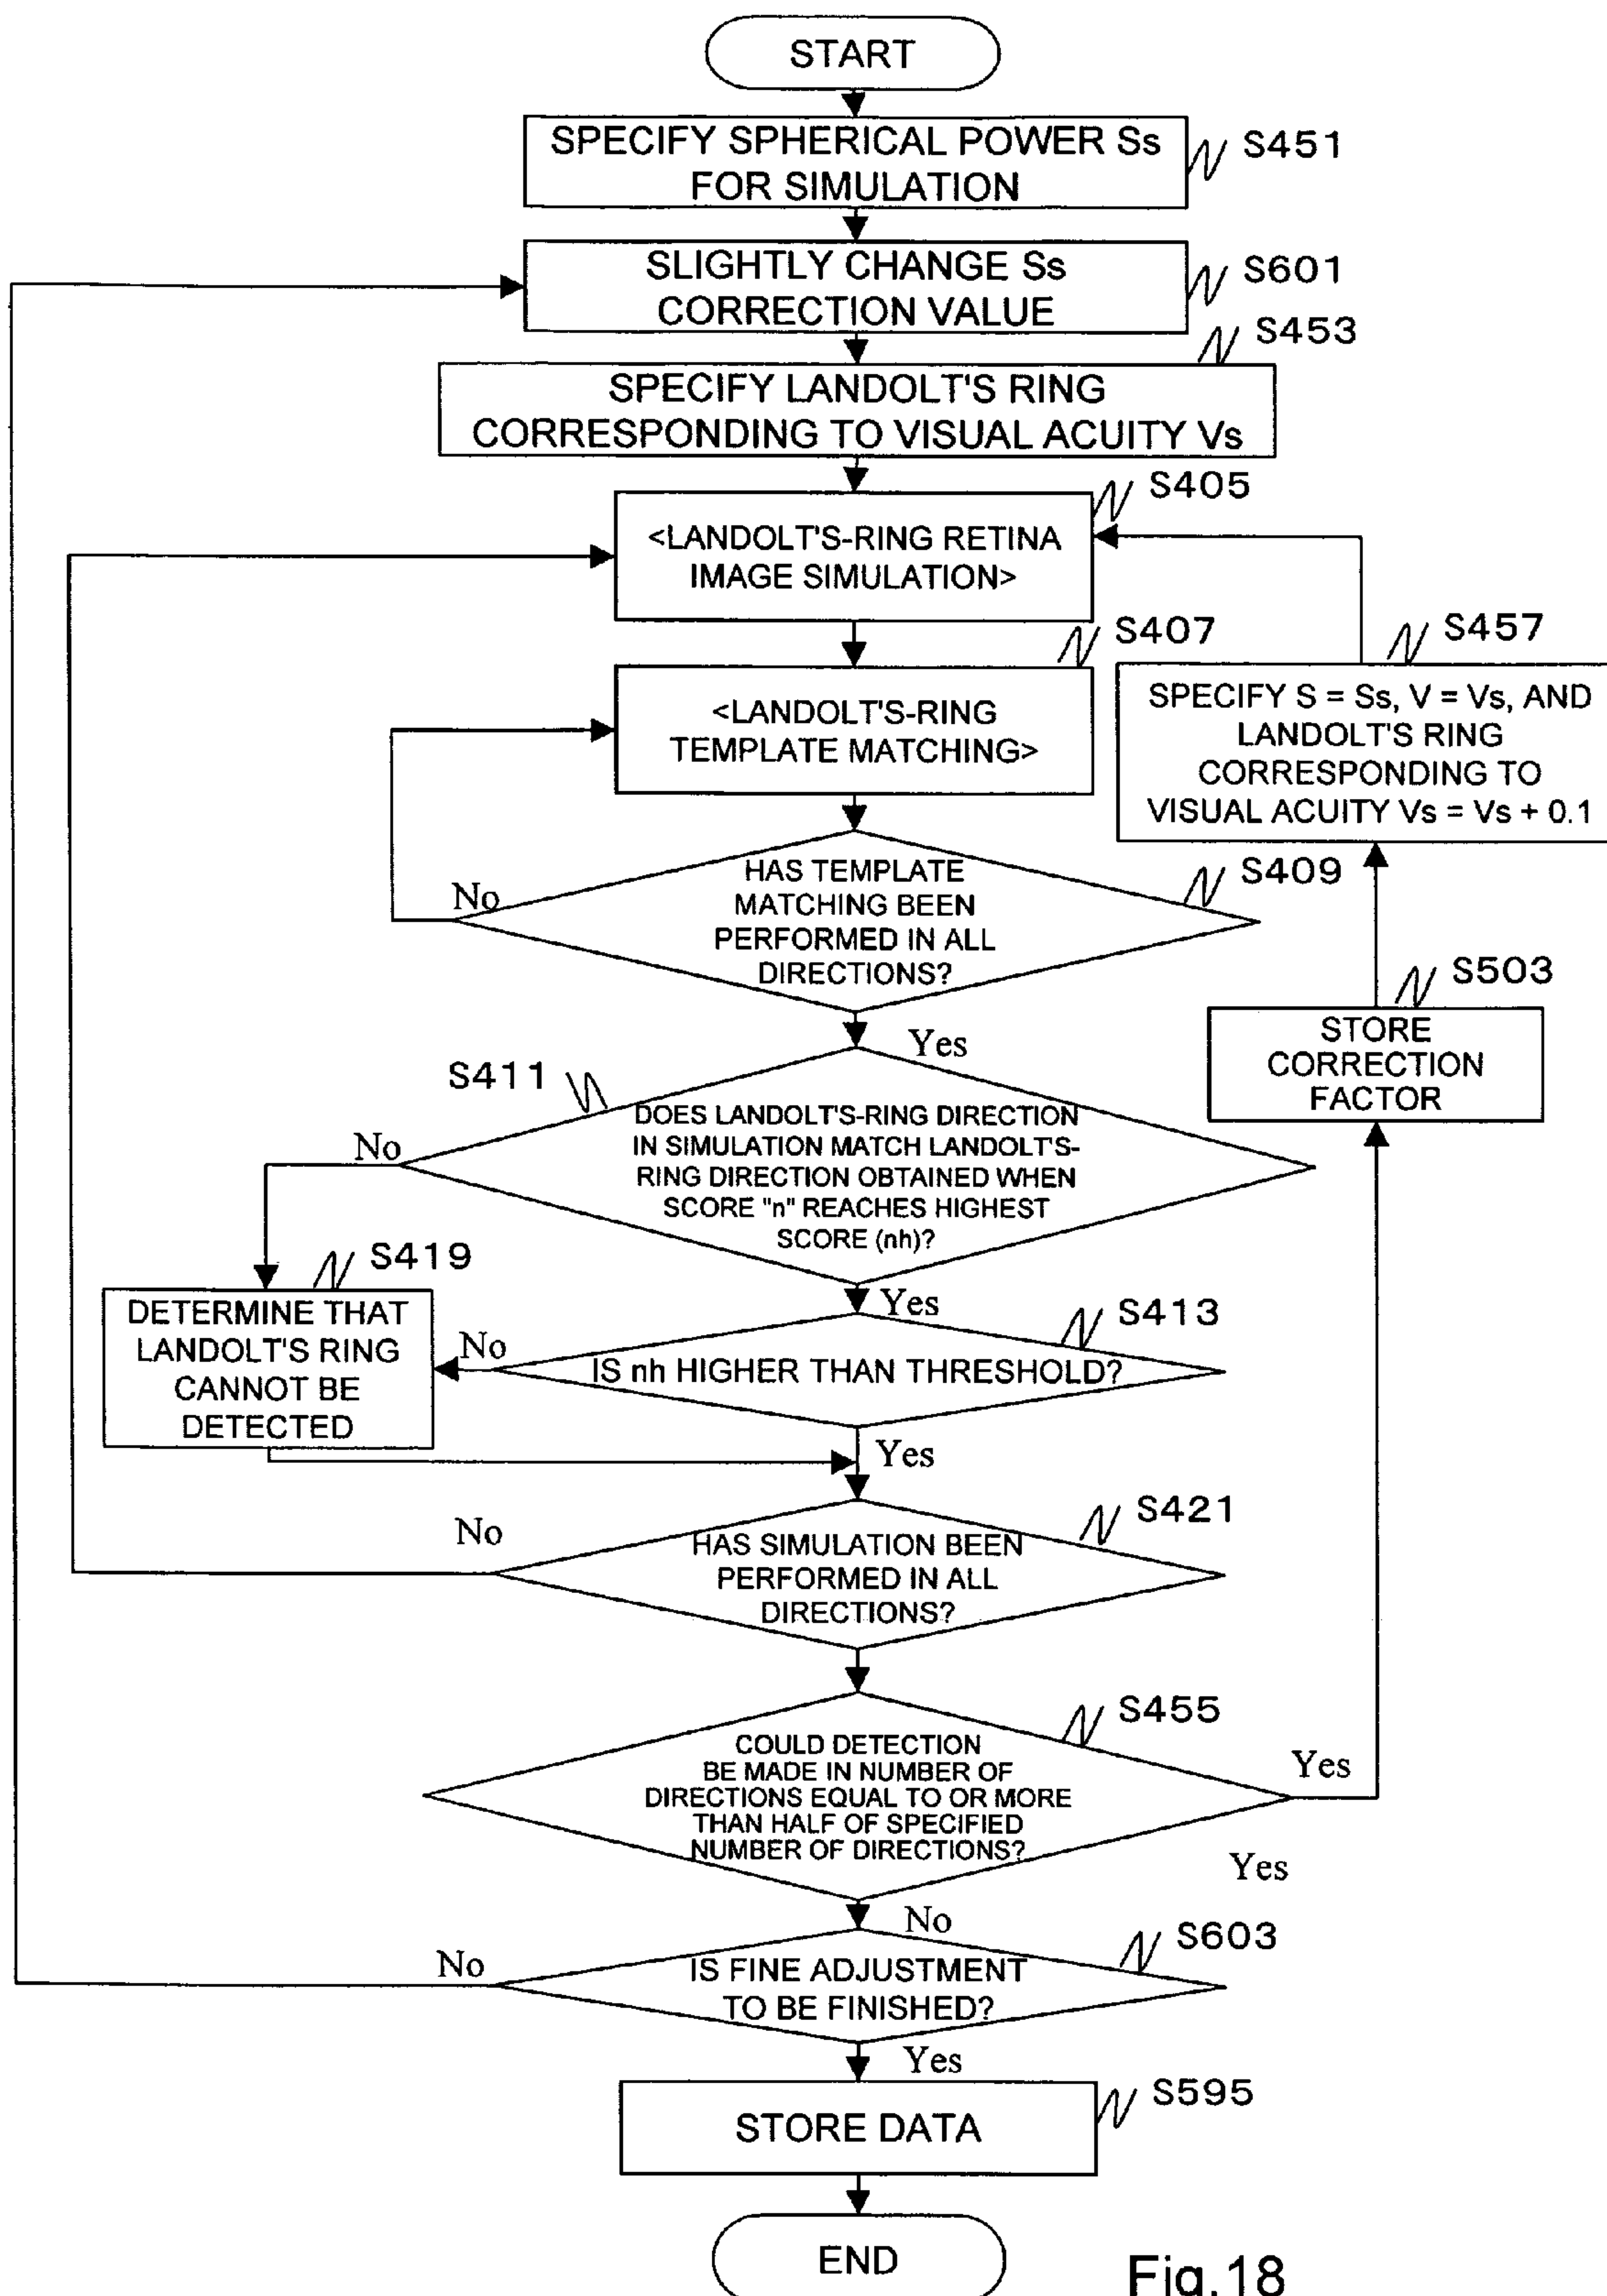 START
SPECIFY SPHERICAL POWER Ss
FOR SIMULATION
S451
SLIGHTLY CHANGE Ss
CORRECTION VALUE
S601
S453
SPECIFY LANDOLT'S RING
CORRESPONDING TO VISUAL ACUITY Vs
S405
<LANDOLT'S-RING RETINA
IMAGE SIMULATION>
S407
<LANDOLT'S-RING
TEMPLATE MATCHING>
S457
SPECIFY S = Ss, V = Vs, AND
LANDOLT'S RING
CORRESPONDING TO
VISUAL ACUITY Vs = Vs + 0.1
S409
HAS TEMPLATE
MATCHING BEEN
PERFORMED IN ALL
DIRECTIONS?
No
Yes
S503
STORE
CORRECTION
FACTOR
S411
DOES LANDOLT'S-RING DIRECTION
IN SIMULATION MATCH LANDOLT'S-
RING DIRECTION OBTAINED WHEN
SCORE "n" REACHES HIGHEST
SCORE (nh)?
No
Yes
S419
DETERMINE THAT
LANDOLT'S RING
CANNOT BE
DETECTED
S413
No
IS nh HIGHER THAN THRESHOLD?
Yes
S421
No
HAS SIMULATION BEEN
PERFORMED IN ALL
DIRECTIONS?
S455
COULD DETECTION
BE MADE IN NUMBER OF
DIRECTIONS EQUAL TO OR MORE
THAN HALF OF SPECIFIED
NUMBER OF DIRECTIONS?
Yes
Yes
No
S603
No
IS FINE ADJUSTMENT
TO BE FINISHED?
Yes
S595
STORE DATA
END
Fig.18